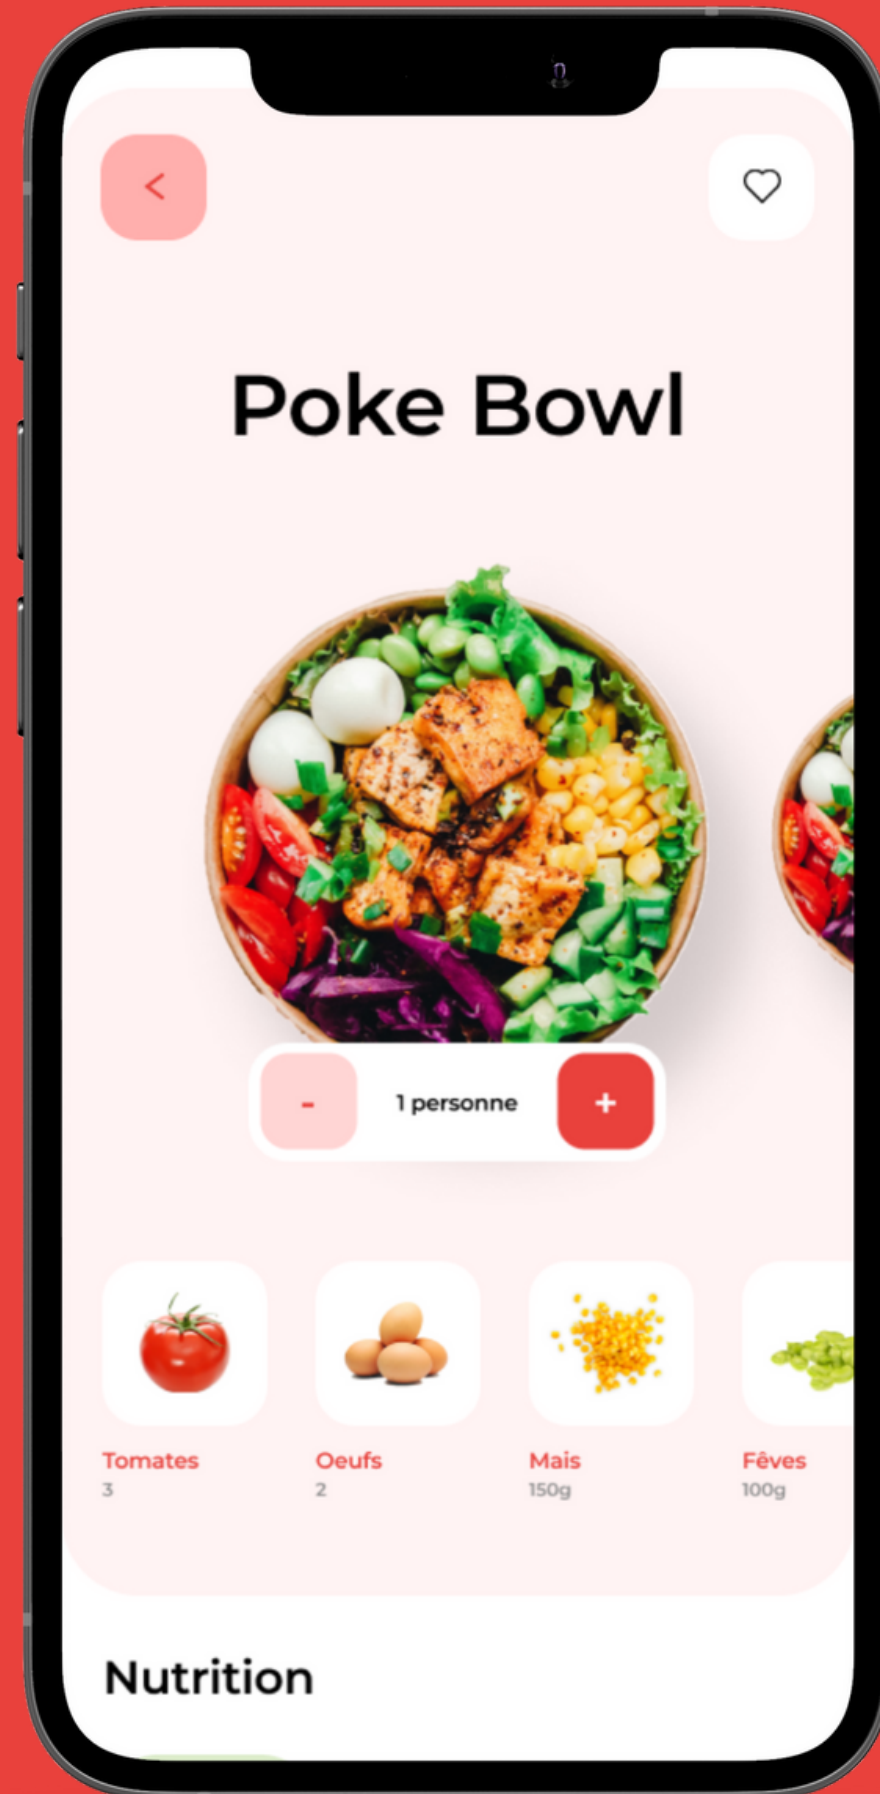 <
Poke Bowl
- 1 personne +
Tomates
3
Oeufs
2
Mais
150g
Fêves
100g
Nutrition